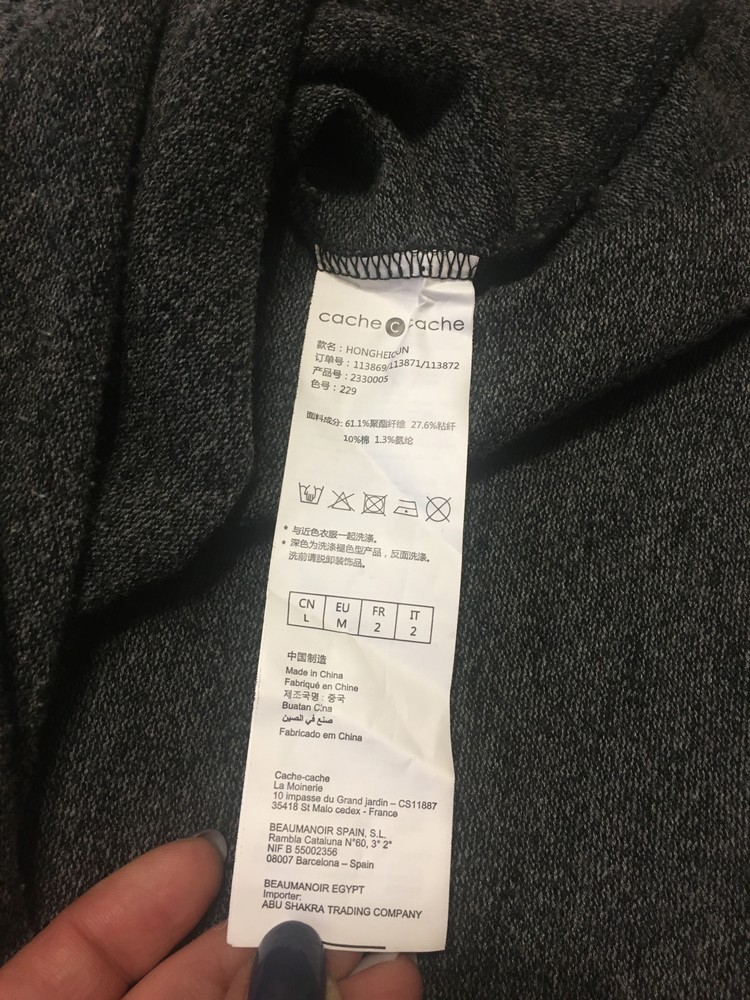 cache c cache
款名：HONGHEICUN
订单号：113869/113871/113872
产品号：2330005
色号：229
面料成分: 61.1%聚酯纤维 27.6%粘纤
10%棉 1.3%氨纶
* 与近色衣服一起洗涤。
* 深色为洗涤褪色型产品，反面洗涤。
洗前请脱卸装饰品。
CN EU FR IT
L M 2 2
中国制造
Made in China
Fabriqué en Chine
제조국명 : 중국
Buatan Cina
صنع في الصين
Fabricado em China
Cache-cache
La Moinerie
10 impasse du Grand jardin – CS11887
35418 St Malo cedex - France
BEAUMANOIR SPAIN, S.L.
Rambla Cataluna N°60, 3° 2°
NIF B 55002356
08007 Barcelona – Spain
BEAUMANOIR EGYPT
Importer:
ABU SHAKRA TRADING COMPANY